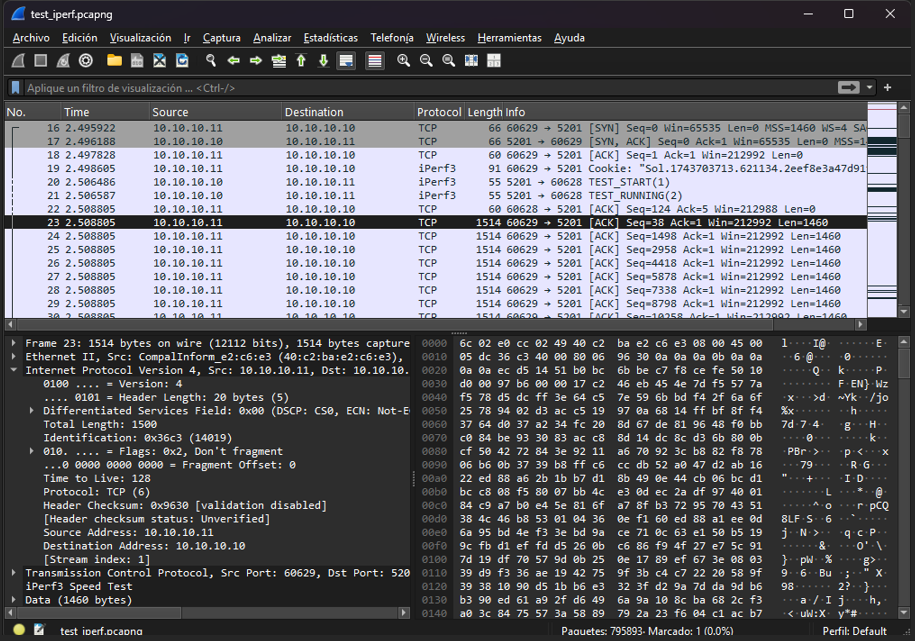 test_iperf.pcapng
Archivo Edición Visualización Ir Captura Analizar Estadísticas Telefonía Wireless Herramientas Ayuda
Aplique un filtro de visualización ... <Ctrl-/>
No. Time Source Destination Protocol Length Info
16 2.495922 10.10.10.11 10.10.10.10 TCP 66 60629 → 5201 [SYN] Seq=0 Win=65535 Len=0 MSS=1460 WS=4 SA
17 2.496188 10.10.10.10 10.10.10.11 TCP 66 5201 → 60629 [SYN, ACK] Seq=0 Ack=1 Win=65535 Len=0 MSS=1
18 2.497828 10.10.10.11 10.10.10.10 TCP 60 60629 → 5201 [ACK] Seq=1 Ack=1 Win=212992 Len=0
19 2.498605 10.10.10.11 10.10.10.10 iPerf3 91 Cookie: "Sol.1743703713.621134.2eef8e3a47d91
20 2.506486 10.10.10.10 10.10.10.11 iPerf3 55 5201 → 60628 TEST_START(1)
21 2.506587 10.10.10.10 10.10.10.11 iPerf3 55 5201 → 60628 TEST_RUNNING(2)
22 2.508805 10.10.10.11 10.10.10.10 TCP 60 60628 → 5201 [ACK] Seq=124 Ack=5 Win=212988 Len=0
23 2.508805 10.10.10.11 10.10.10.10 TCP 1514 60629 → 5201 [ACK] Seq=38 Ack=1 Win=212992 Len=1460
24 2.508805 10.10.10.11 10.10.10.10 TCP 1514 60629 → 5201 [ACK] Seq=1498 Ack=1 Win=212992 Len=1460
25 2.508805 10.10.10.11 10.10.10.10 TCP 1514 60629 → 5201 [ACK] Seq=2958 Ack=1 Win=212992 Len=1460
26 2.508805 10.10.10.11 10.10.10.10 TCP 1514 60629 → 5201 [ACK] Seq=4418 Ack=1 Win=212992 Len=1460
27 2.508805 10.10.10.11 10.10.10.10 TCP 1514 60629 → 5201 [ACK] Seq=5878 Ack=1 Win=212992 Len=1460
28 2.508805 10.10.10.11 10.10.10.10 TCP 1514 60629 → 5201 [ACK] Seq=7338 Ack=1 Win=212992 Len=1460
29 2.508805 10.10.10.11 10.10.10.10 TCP 1514 60629 → 5201 [ACK] Seq=8798 Ack=1 Win=212992 Len=1460
30 2.508805 10.10.10.11 10.10.10.10 TCP 1514 60629 → 5201 [ACK] Seq=10258 Ack=1 Win=212992 Len=1460
Frame 23: 1514 bytes on wire (12112 bits), 1514 bytes capture
Ethernet II, Src: CompalInform_e2:c6:e3 (40:c2:ba:e2:c6:e3),
Internet Protocol Version 4, Src: 10.10.10.11, Dst: 10.10.10.
0100 .... = Version: 4
.... 0101 = Header Length: 20 bytes (5)
Differentiated Services Field: 0x00 (DSCP: CS0, ECN: Not-E
Total Length: 1500
Identification: 0x36c3 (14019)
010. .... = Flags: 0x2, Don't fragment
...0 0000 0000 0000 = Fragment Offset: 0
Time to Live: 128
Protocol: TCP (6)
Header Checksum: 0x9630 [validation disabled]
[Header checksum status: Unverified]
Source Address: 10.10.10.11
Destination Address: 10.10.10.10
[Stream index: 1]
Transmission Control Protocol, Src Port: 60629, Dst Port: 520
iPerf3 Speed Test
Data (1460 bytes)
0000 6c 02 e0 cc 02 49 40 c2 ba e2 c6 e3 08 00 45 00
0010 05 dc 36 c3 40 00 80 06 96 30 0a 0a 0a 0b 0a 0a
0020 0a 0a ec d5 14 51 b0 bc 6b be c7 f8 ce fe 50 10
0030 d0 00 97 b6 00 00 17 c2 46 eb 45 4e 7d f5 57 7a
0040 f5 78 d5 dc ff 3e 64 c5 7e 59 6b bd f4 2f 6a 6f
0050 25 78 94 02 d3 ac c5 19 97 0a 68 14 ff bf 8f f4
0060 37 64 d0 37 a2 34 fc 20 8d 67 de 81 96 48 f0 bb
0070 c0 84 be 93 30 83 ac c8 8d 14 dc 8c d3 6b 80 0b
0080 cf 50 42 72 84 3e 92 11 a6 70 92 3c b8 82 f8 78
0090 06 b6 0b 37 39 b8 ff c6 cc db 52 a0 47 d2 ab 16
00a0 22 ed 88 a6 2b 1b b7 d1 8b 49 0e 44 cb 06 bc d1
00b0 bc c8 08 f5 80 07 bb 4c e3 0d ec 2a df 97 40 01
00c0 84 c9 a7 b0 e4 5e 81 6f a7 8f b3 72 95 70 43 51
00d0 38 4c 46 b8 53 01 04 36 0e f1 60 ed 88 a1 ee 0d
00e0 6a 95 bd 4e f3 3e bd 9a ce 71 0c 63 e1 50 b5 19
00f0 9c fb d1 ef fd d5 26 0b c6 86 f9 4f 27 e7 5c 91
0100 7d 19 df 70 57 9d 0b 25 0e 17 89 ef 67 3e 08 03
0110 39 d9 f3 36 ae 19 42 75 9f 3b c4 c7 22 20 58 9f
0120 39 38 10 90 d5 1b b6 e3 32 3f d2 9a 7d da 9d b6
0130 b3 90 ed 61 a9 2f d6 49 6a 9a 10 8c ba 68 2c f3
0140 a0 3c 84 75 57 3a 58 89 79 2a 23 f6 04 c1 ac b7
test_iperf.pcapng Paquetes: 795893· Marcado: 1 (0.0%) Perfil: Default